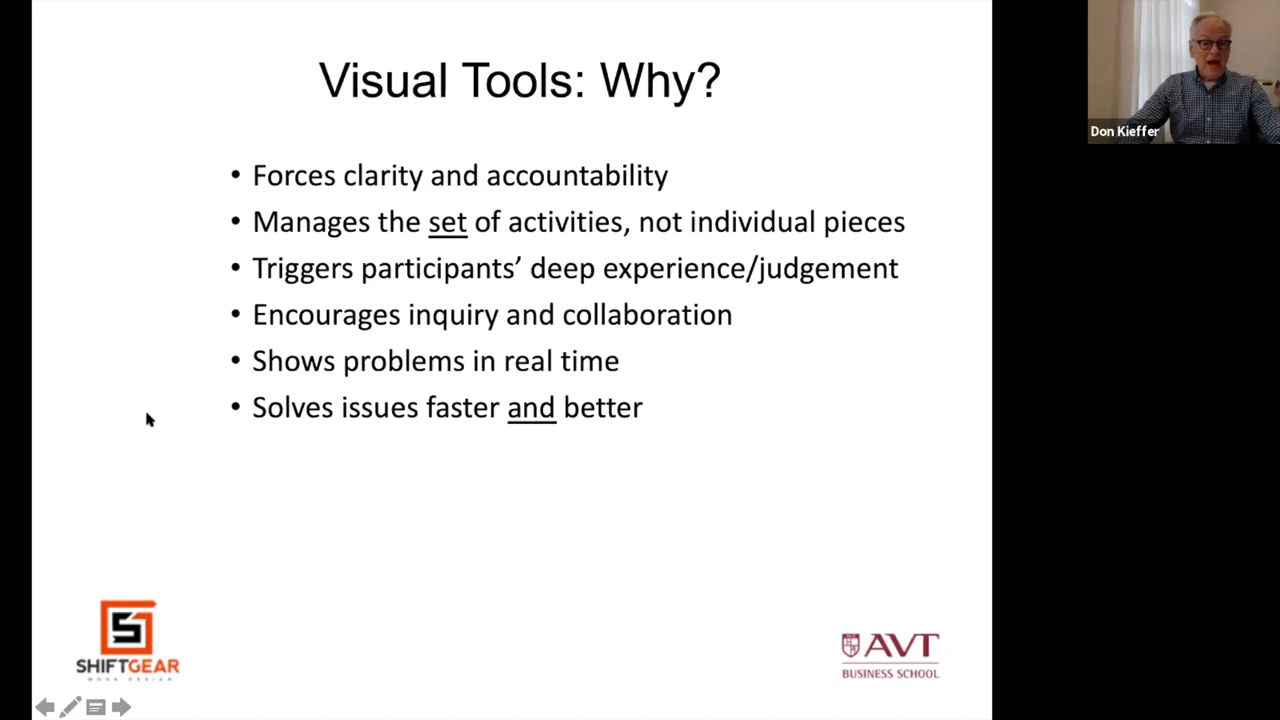 Visual Tools: Why?
Don Kieffer
• Forces clarity and accountability
• Manages the set of activities, not individual pieces
• Triggers participants’ deep experience/judgement
• Encourages inquiry and collaboration
• Shows problems in real time
• Solves issues faster and better
SHIFTGEAR
WORK DESIGN
AVT
BUSINESS SCHOOL